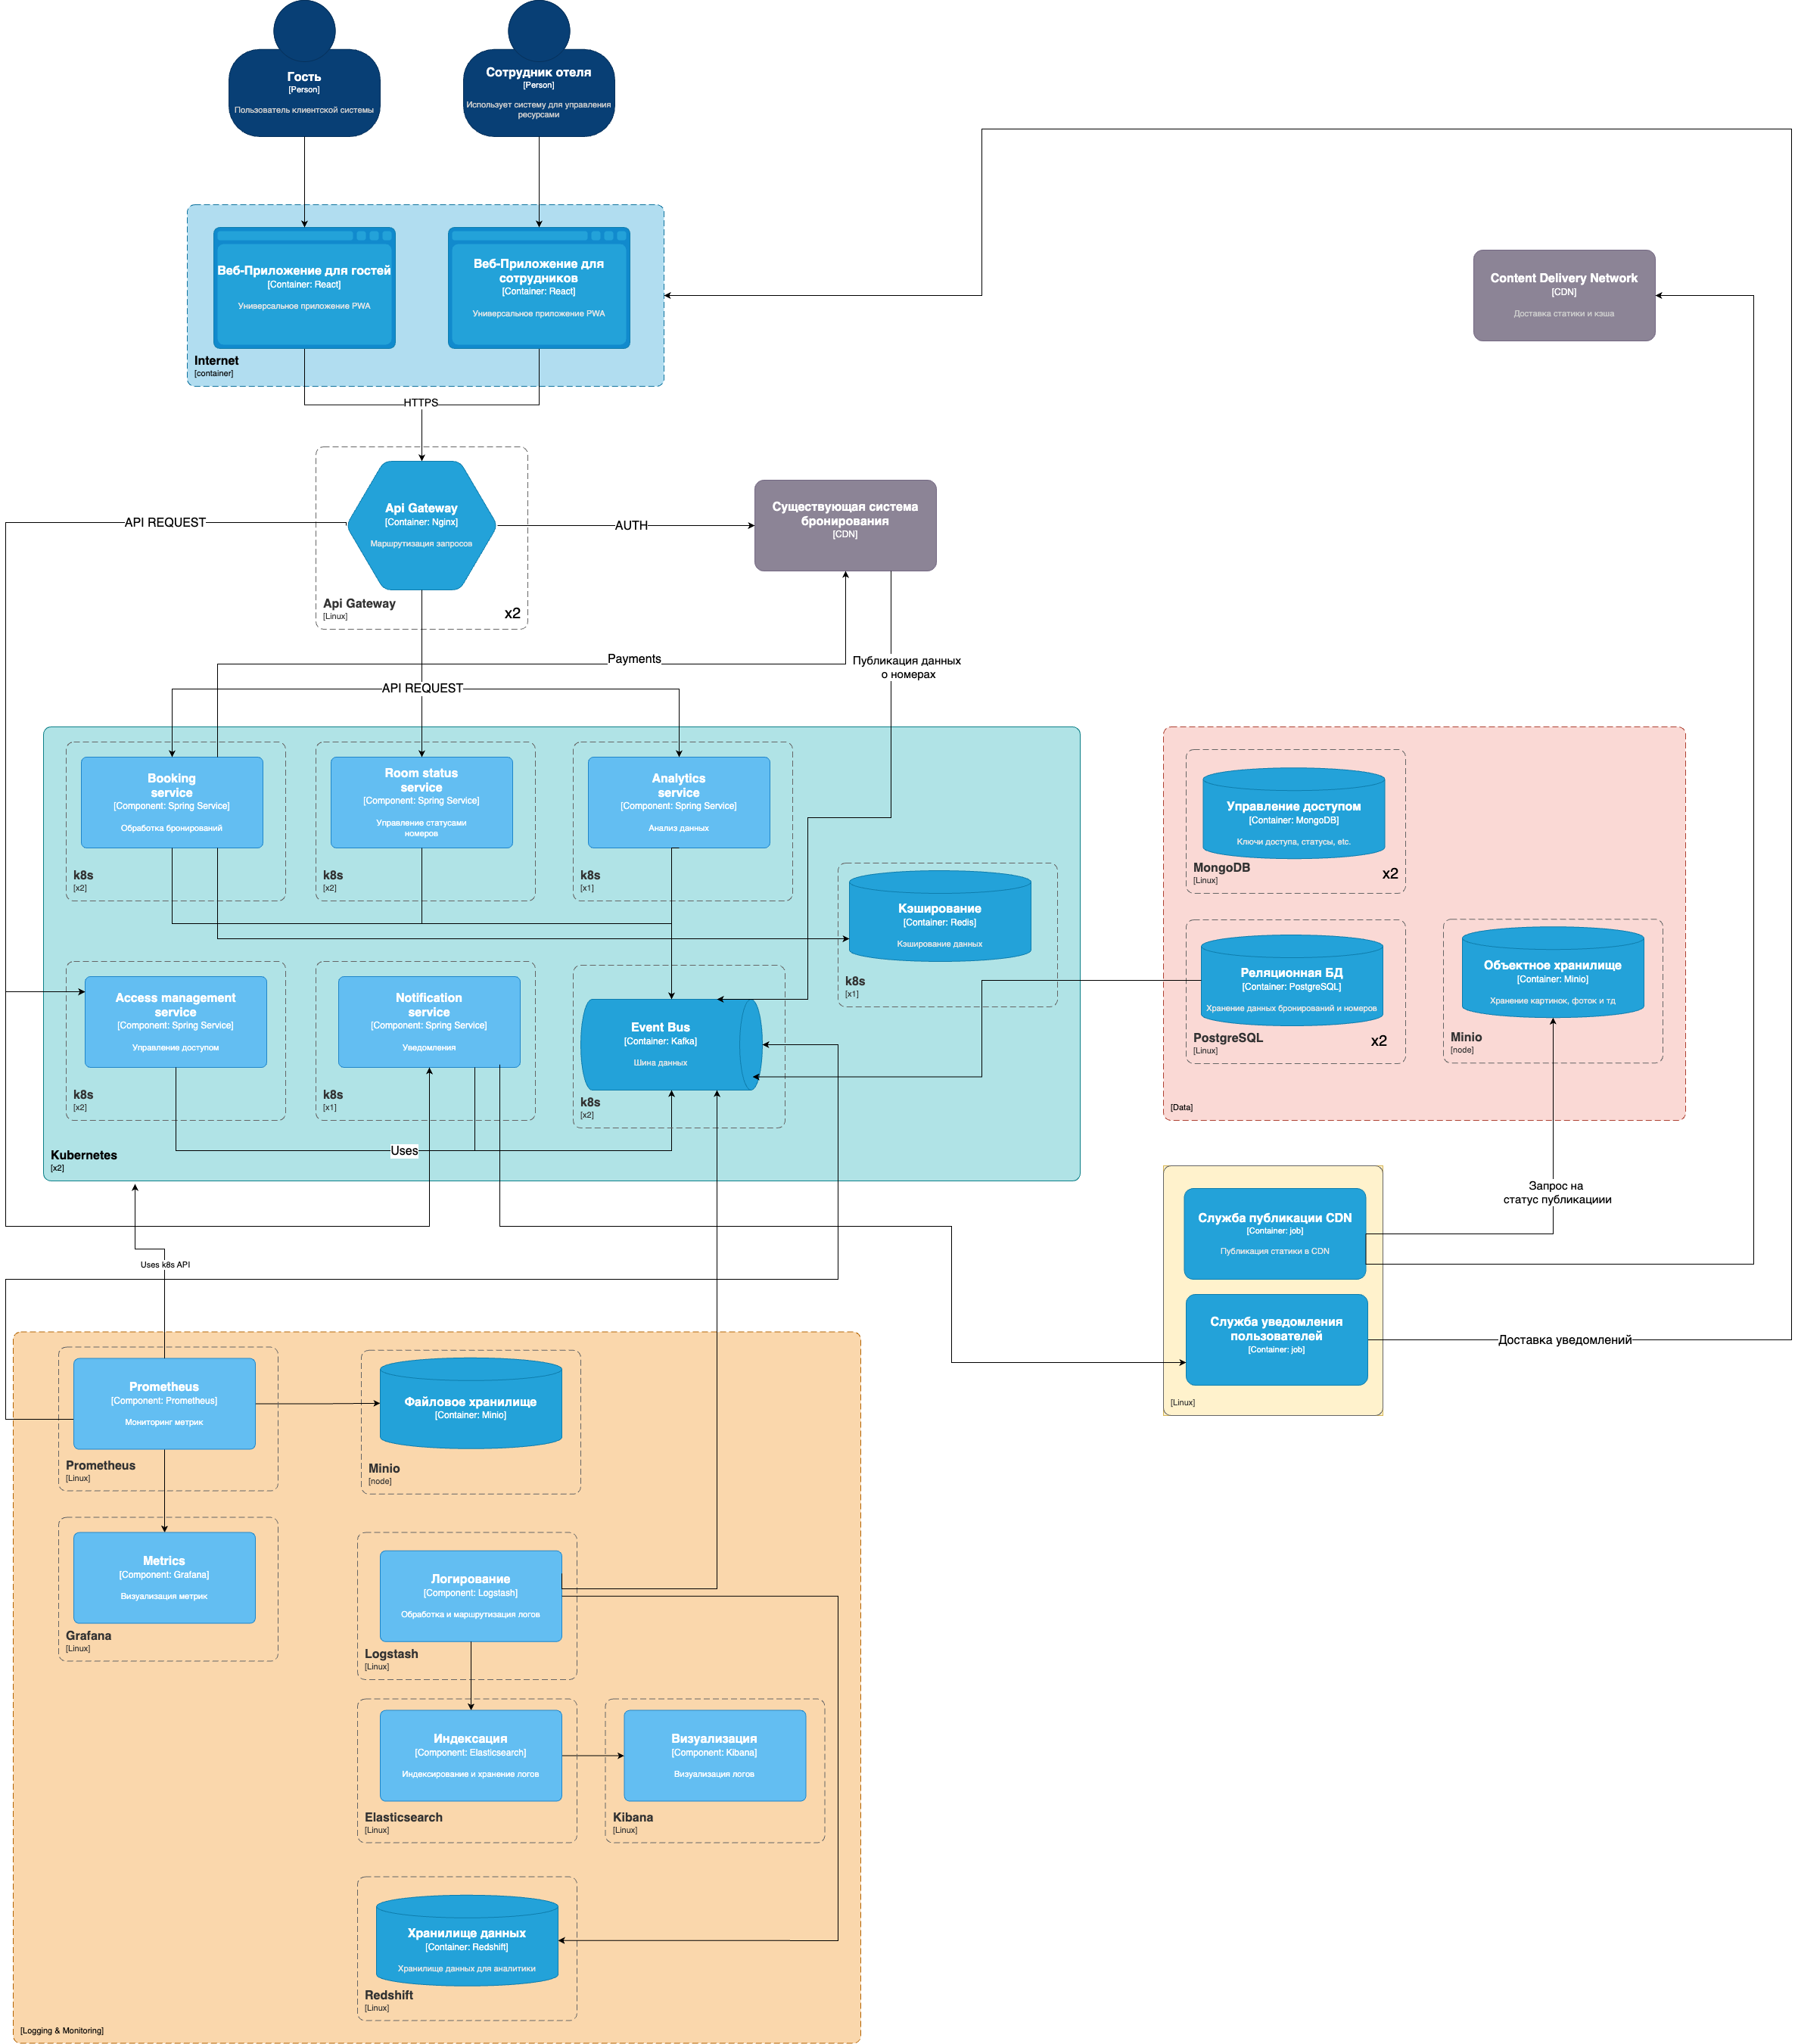 Гость
[Person]
Пользователь клиентской системы
Сотрудник отеля
[Person]
Использует систему для управления
ресурсами
Веб-Приложение для гостей
[Container: React]
Универсальное приложение PWA
Веб-Приложение для
сотрудников
[Container: React]
Универсальное приложение PWA
Internet
[container]
Content Delivery Network
[CDN]
Доставка статики и кэша
HTTPS
Api Gateway
[Container: Nginx]
Маршрутизация запросов
Api Gateway
[Linux]
x2
API REQUEST
AUTH
Существующая система
бронирования
[CDN]
Payments
Публикация данных
о номерах
API REQUEST
Booking
service
[Component: Spring Service]
Обработка бронирований
k8s
[x2]
Room status
service
[Component: Spring Service]
Управление статусами
номеров
k8s
[x2]
Analytics
service
[Component: Spring Service]
Анализ данных
k8s
[x1]
Кэширование
[Container: Redis]
Кэширование данных
k8s
[x1]
Access management
service
[Component: Spring Service]
Управление доступом
k8s
[x2]
Notification
service
[Component: Spring Service]
Уведомления
k8s
[x1]
Event Bus
[Container: Kafka]
Шина данных
k8s
[x2]
Uses
Kubernetes
[x2]
Управление доступом
[Container: MongoDB]
Ключи доступа, статусы, etc.
MongoDB
[Linux]
x2
Реляционная БД
[Container: PostgreSQL]
Хранение данных бронирований и номеров
PostgreSQL
[Linux]
x2
Объектное хранилище
[Container: Minio]
Хранение картинок, фоток и тд
Minio
[node]
[Data]
Запрос на
статус публикациии
Служба публикации CDN
[Container: job]
Публикация статики в CDN
Служба уведомления
пользователей
[Container: job]
[Linux]
Доставка уведомлений
Uses k8s API
Prometheus
[Component: Prometheus]
Мониторинг метрик
Prometheus
[Linux]
Файловое хранилище
[Container: Minio]
Minio
[node]
Metrics
[Component: Grafana]
Визуализация метрик
Grafana
[Linux]
Логирование
[Component: Logstash]
Обработка и маршрутизация логов
Logstash
[Linux]
Индексация
[Component: Elasticsearch]
Индексирование и хранение логов
Elasticsearch
[Linux]
Визуализация
[Component: Kibana]
Визуализация логов
Kibana
[Linux]
Хранилище данных
[Container: Redshift]
Хранилище данных для аналитики
Redshift
[Linux]
[Logging & Monitoring]